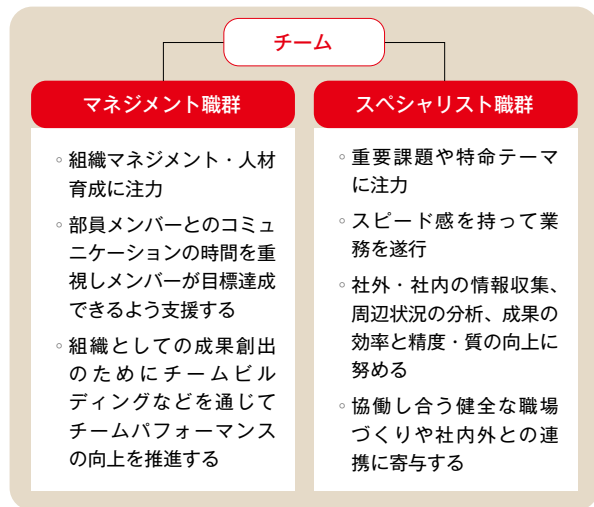 チーム
マネジメント職群
◦組織マネジメント・人材
育成に注力
◦部員メンバーとのコミュ
ニケーションの時間を重
視しメンバーが目標達成
できるよう支援する
◦組織としての成果創出
のためにチームビル
ディングなどを通じて
チームパフォーマンス
の向上を推進する
スペシャリスト職群
◦重要課題や特命テーマ
に注力
◦スピード感を持って業
務を遂行
◦社外・社内の情報収集、
周辺状況の分析、成果の
効率と精度・質の向上に
努める
◦協働し合う健全な職場
づくりや社内外との連
携に寄与する